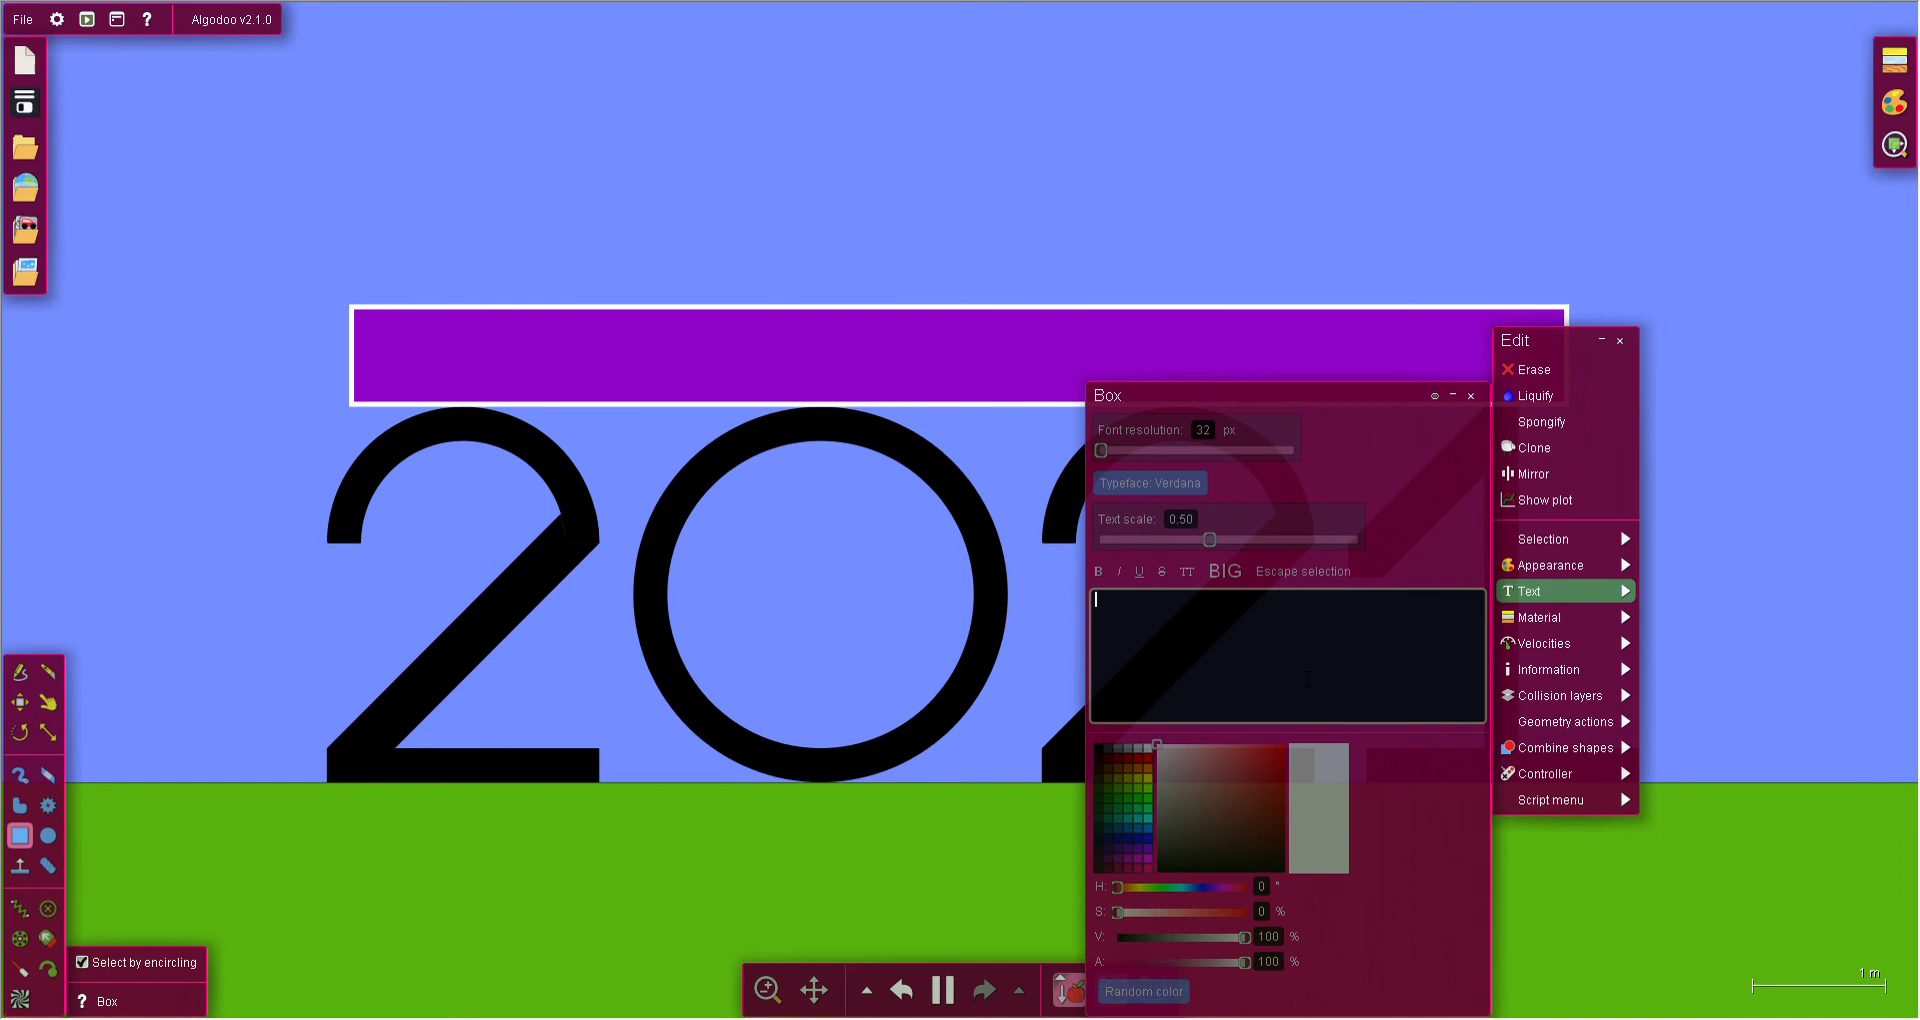 File ? Algodoo v2.1.0
202
Edit
Erase
Liquify
Spongify
Clone
Mirror
Show plot
Selection
Appearance
T Text
Material
Velocities
Information
Collision layers
Geometry actions
Combine shapes
Controller
Script menu
Box
Font resolution: 32 px
Typeface: Verdana
Text scale: 0.50
B I U S TT BIG Escape selection
H: 0 °
S: 0 %
V: 100 %
A: 100 %
Random color
Select by encircling
? Box
1 m